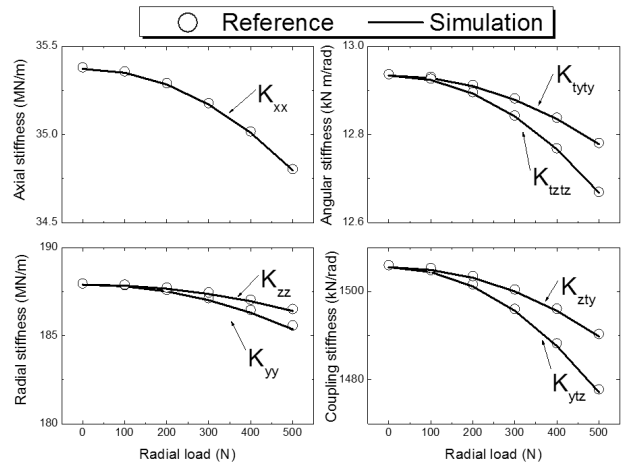 Reference Simulation
35.5
35.0
34.5
Axial stiffness (MN/m)
Kxx
13.0
12.8
12.6
Angular stiffness (kN m/rad)
Ktyty
Ktztz
190
185
180
Radial stiffness (MN/m)
Kzz
Kyy
0 100 200 300 400 500
Radial load (N)
1500
1480
Coupling stiffness (kN/rad)
Kzty
Kytz
0 100 200 300 400 500
Radial load (N)